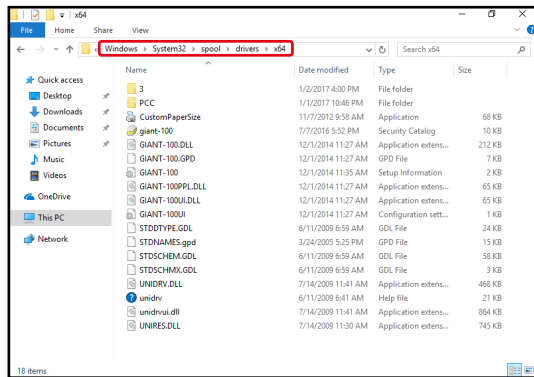 x64
File Home Share View
« Windows › System32 › spool › drivers › x64 Search x64
Name Date modified Type Size
Quick access
Desktop
Downloads
Documents
Pictures
Music
Videos
OneDrive
This PC
Network
3 1/2/2017 4:00 PM File folder
PCC 1/1/2017 10:46 PM File folder
CustomPaperSize 11/7/2012 9:58 AM Application 68 KB
giant-100 7/7/2016 5:52 PM Security Catalog 10 KB
GIANT-100.DLL 12/1/2014 11:27 AM Application extens... 212 KB
GIANT-100.GPD 12/1/2014 11:27 AM GPD File 7 KB
GIANT-100 12/1/2014 11:35 AM Setup Information 2 KB
GIANT-100PPL.DLL 12/1/2014 11:27 AM Application extens... 65 KB
GIANT-100UI.DLL 12/1/2014 11:27 AM Application extens... 65 KB
GIANT-100UI 12/1/2014 11:27 AM Configuration sett... 1 KB
STDDTYPE.GDL 6/11/2009 6:59 AM GDL File 24 KB
STDNAMES.gpd 3/24/2005 5:25 PM GPD File 15 KB
STDSCHEM.GDL 6/11/2009 6:59 AM GDL File 58 KB
STDSCHMX.GDL 6/11/2009 6:59 AM GDL File 3 KB
UNIDRV.DLL 7/14/2009 11:41 AM Application extens... 468 KB
unidrv 6/11/2009 6:41 AM Help file 21 KB
unidrvui.dll 7/14/2009 11:41 AM Application extens... 864 KB
UNIRES.DLL 7/14/2009 11:30 AM Application extens... 745 KB
18 items